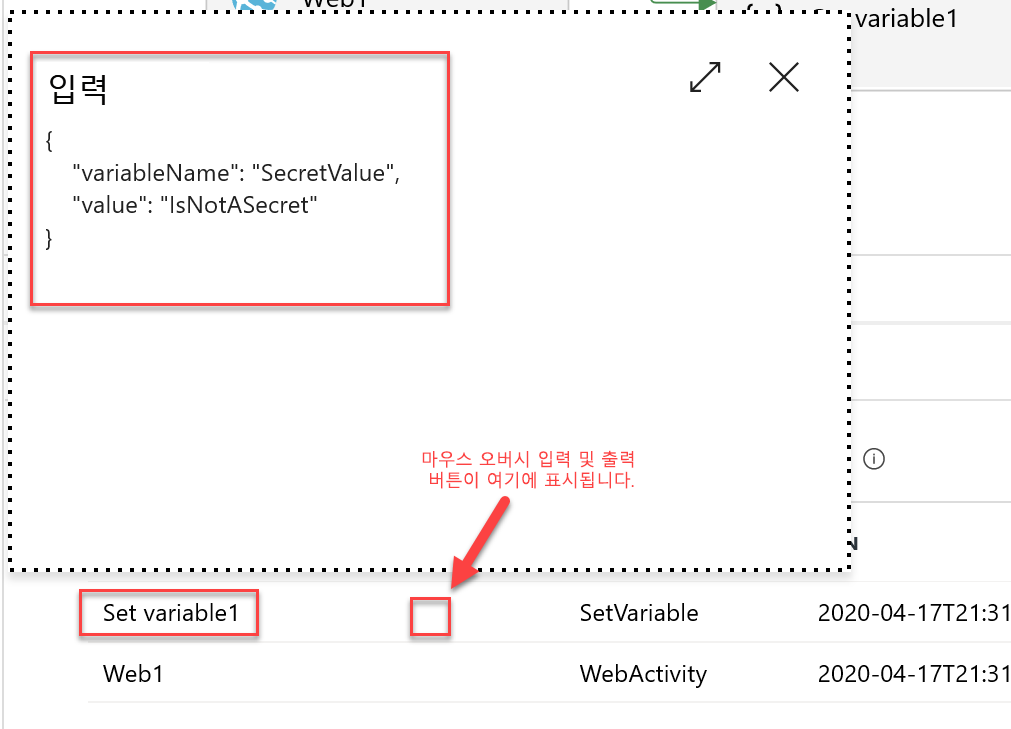 Web1
variable1
입력
{
"variableName": "SecretValue",
"value": "IsNotASecret"
}
마우스 오버시 입력 및 출력
버튼이 여기에 표시됩니다.
Set variable1 SetVariable 2020-04-17T21:31
Web1 WebActivity 2020-04-17T21:31